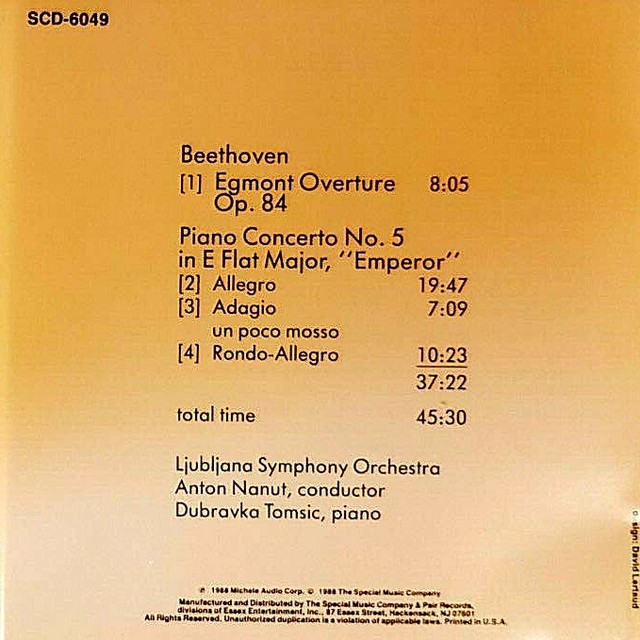 SCD-6049
Beethoven
[1] Egmont Overture 8:05
Op. 84
Piano Concerto No. 5
in E Flat Major, "Emperor"
[2] Allegro 19:47
[3] Adagio 7:09
un poco mosso
[4] Rondo-Allegro 10:23
37:22
total time 45:30
Ljubljana Symphony Orchestra
Anton Nanut, conductor
Dubravka Tomsic, piano
sign: David Lartaud
℗ 1988 Michele Audio Corp. © 1988 The Special Music Company
Manufactured and Distributed by The Special Music Company & Pair Records,
divisions of Essex Entertainment, Inc., 87 Essex Street, Hackensack, NJ 07601
All Rights Reserved. Unauthorized duplication is a violation of applicable laws. Printed in U.S.A.